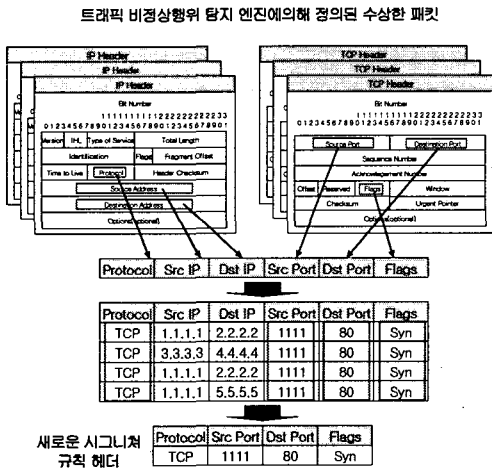 트래픽 비정상행위 탐지 엔진에의해 정의된 수상한 패킷
IP Header
IP Header
IP Header
Bit Number
1111111111222222222233
01234567890123456789012345678901
Version IHL Type of Service Total Length
Identification Flags Fragment Offset
Time to Live Protocol Header Checksum
Source Address
Destination Address
Options(optional)
TCP Header
TCP Header
TCP Header
Bit Number
1111111111222222222233
01234567890123456789012345678901
Source Port Destination Port
Sequence Number
Acknowledgement Number
Offset Reserved Flags Window
Checksum Urgent Pointer
Options(optional)
Protocol Src IP Dst IP Src Port Dst Port Flags
Protocol Src IP Dst IP Src Port Dst Port Flags
TCP 1.1.1.1 2.2.2.2 1111 80 Syn
TCP 3.3.3.3 4.4.4.4 1111 80 Syn
TCP 1.1.1.1 2.2.2.2 1111 80 Syn
TCP 1.1.1.1 5.5.5.5 1111 80 Syn
새로운 시그니쳐
규칙 헤더
Protocol Src Port Dst Port Flags
TCP 1111 80 Syn